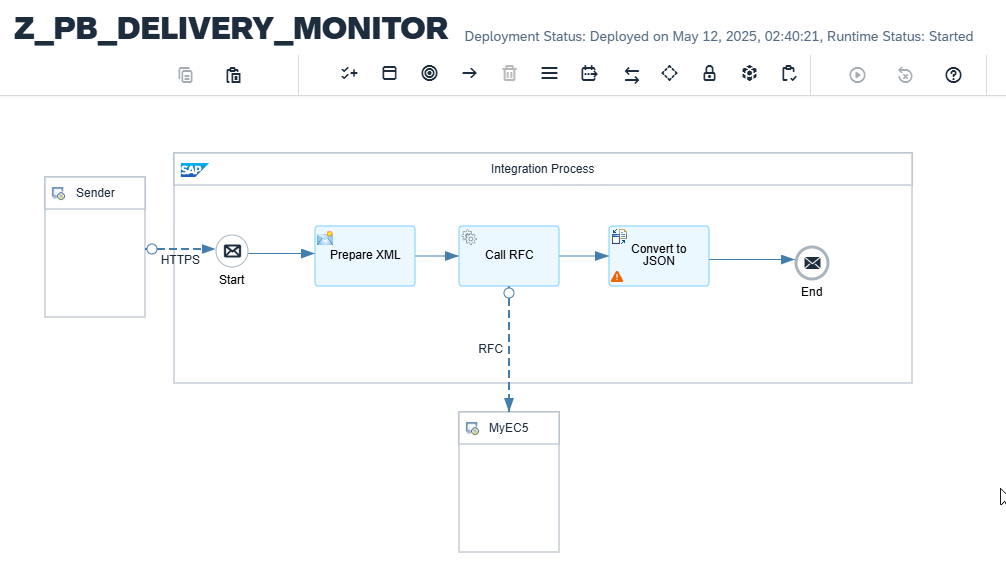 Z_PB_DELIVERY_MONITOR
Deployment Status: Deployed on May 12, 2025, 02:40:21, Runtime Status: Started
SAP
Integration Process
Sender
HTTPS
Start
Prepare XML
Call RFC
Convert to
JSON
End
RFC
MyEC5